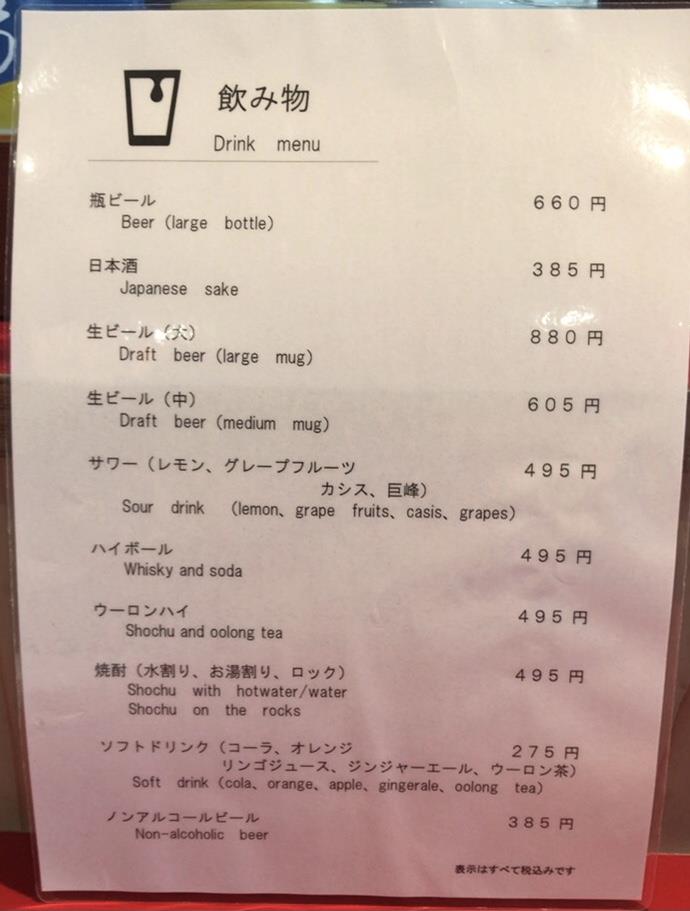 飲み物
Drink menu
瓶ビール 660円
Beer (large bottle)
日本酒 385円
Japanese sake
生ビール(大) 880円
Draft beer (large mug)
生ビール(中) 605円
Draft beer (medium mug)
サワー(レモン、グレープフルーツ 495円
カシス、巨峰)
Sour drink (lemon、grape fruits、casis、grapes)
ハイボール 495円
Whisky and soda
ウーロンハイ 495円
Shochu and oolong tea
焼酎(水割り、お湯割り、ロック) 495円
Shochu with hotwater/water
Shochu on the rocks
ソフトドリンク(コーラ、オレンジ 275円
リンゴジュース、ジンジャーエール、ウーロン茶)
Soft drink (cola、orange、apple、gingerale、oolong tea)
ノンアルコールビール 385円
Non-alcoholic beer
表示はすべて税込みです